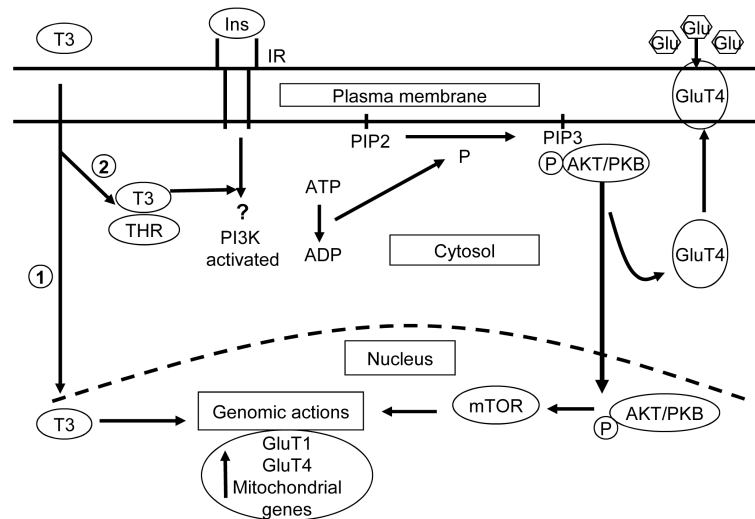 T3
Ins
IR
Glu
Glu
Glu
Plasma membrane
GluT4
PIP2
P
PIP3
P
AKT/PKB
2
T3
THR
?
PI3K
activated
ATP
ADP
Cytosol
GluT4
1
Nucleus
T3
Genomic actions
mTOR
P
AKT/PKB
GluT1
GluT4
Mitochondrial
genes